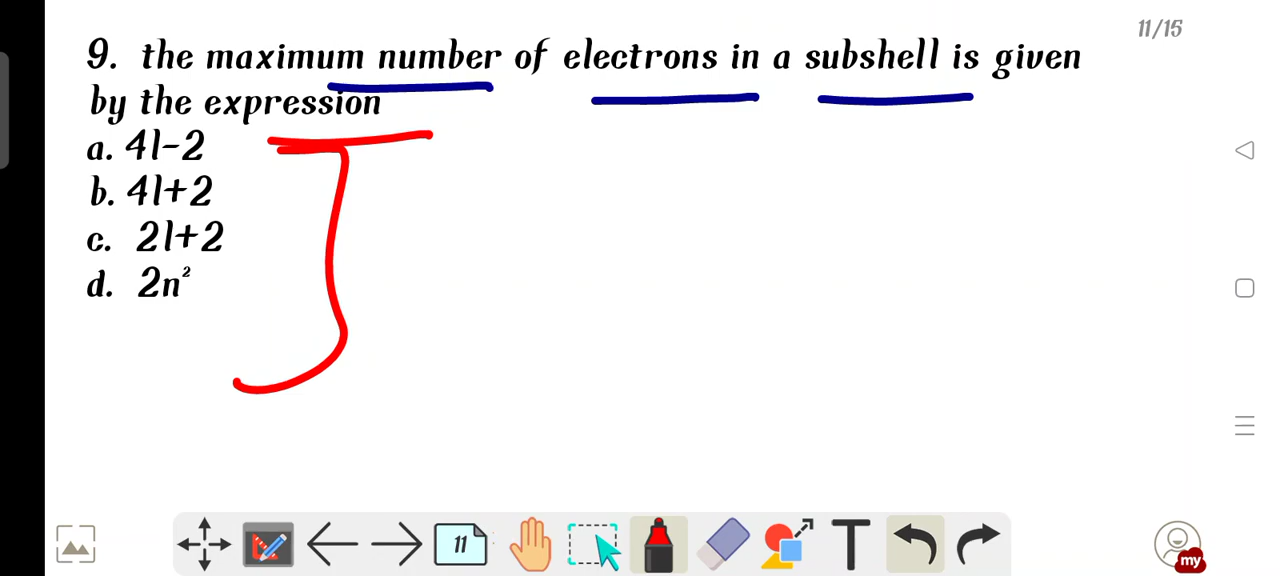 11/15
9. the maximum number of electrons in a subshell is given
by the expression
a. 4l-2
b. 4l+2
c. 2l+2
d. 2n²
11
T
my